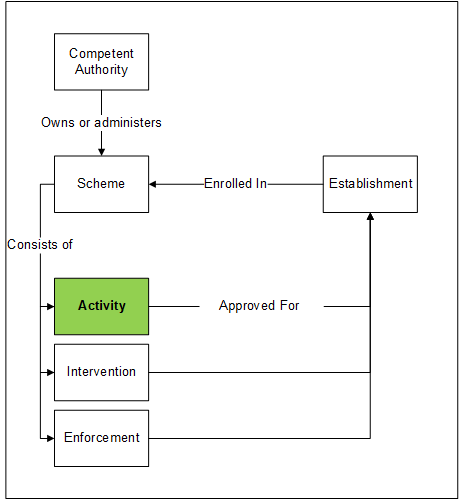 Competent
Authority
Owns or administers
Scheme
Enrolled In
Establishment
Consists of
Activity
Approved For
Intervention
Enforcement